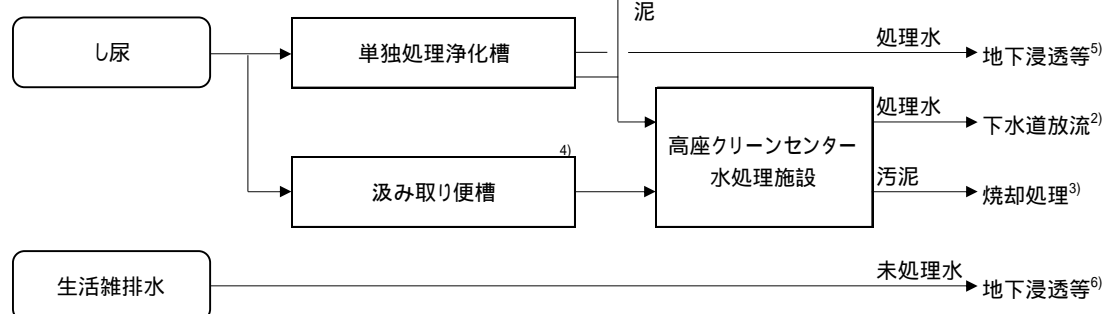 泥
し尿
単独処理浄化槽
処理水
地下浸透等5)
処理水
下水道放流2)
高座クリーンセンター
水処理施設
4)
汲み取り便槽
汚泥
焼却処理3)
生活雑排水
未処理水
地下浸透等6)